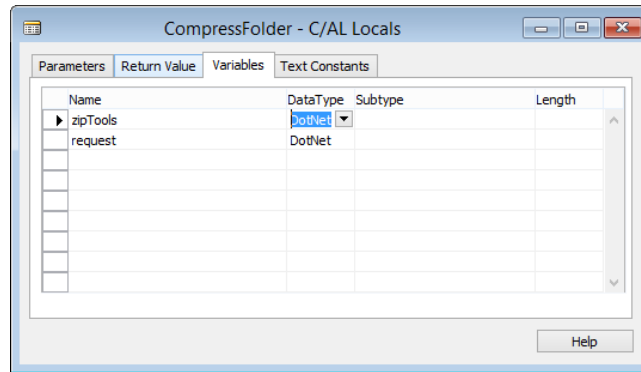 CompressFolder - C/AL Locals
Parameters Return Value Variables Text Constants
Name DataType Subtype Length
zipTools DotNet
request DotNet
Help